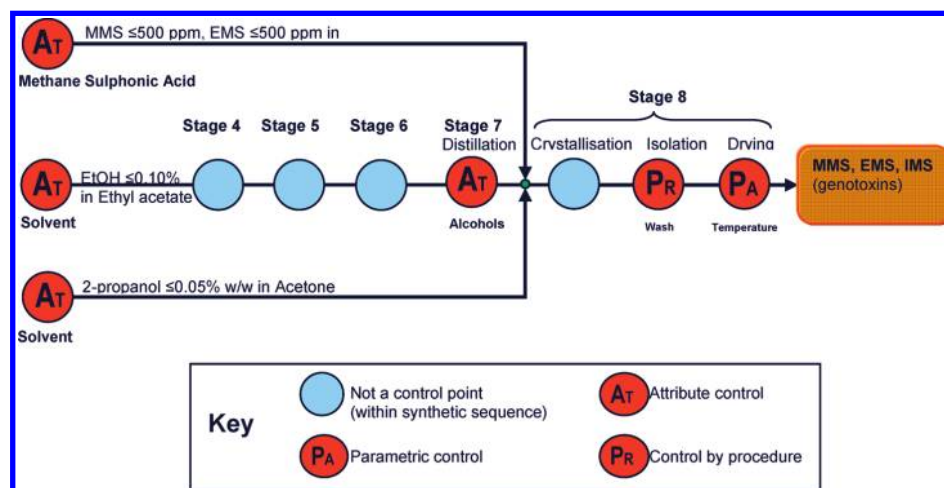 AT
MMS ≤500 ppm, EMS ≤500 ppm in
Methane Sulphonic Acid
Stage 8
Stage 4 Stage 5 Stage 6 Stage 7
Distillation Crystallisation Isolation Drying
AT
EtOH ≤0.10%
in Ethyl acetate
Solvent
AT
Alcohols
PR
Wash
PA
Temperature
MMS, EMS, IMS
(genotoxins)
AT
2-propanol ≤0.05% w/w in Acetone
Solvent
Key
Not a control point
(within synthetic sequence)
AT
Attribute control
PA
Parametric control
PR
Control by procedure